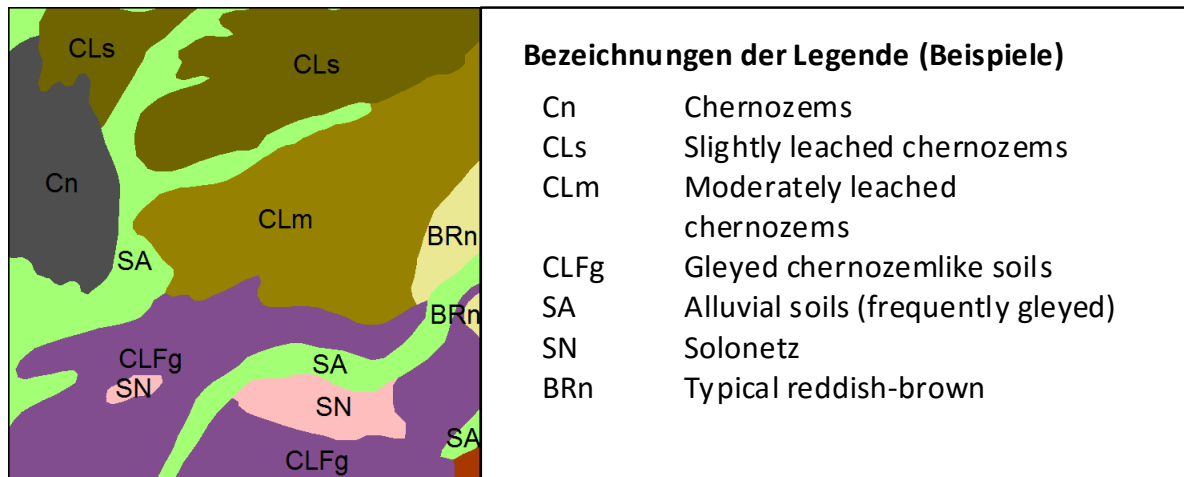 CLs
CLs
Cn
CLm
BRn
SA
BRn
CLFg
SA
SN
SN
SA
CLFg
Bezeichnungen der Legende (Beispiele)
Cn Chernozems
CLs Slightly leached chernozems
CLm Moderately leached
chernozems
CLFg Gleyed chernozemlike soils
SA Alluvial soils (frequently gleyed)
SN Solonetz
BRn Typical reddish-brown